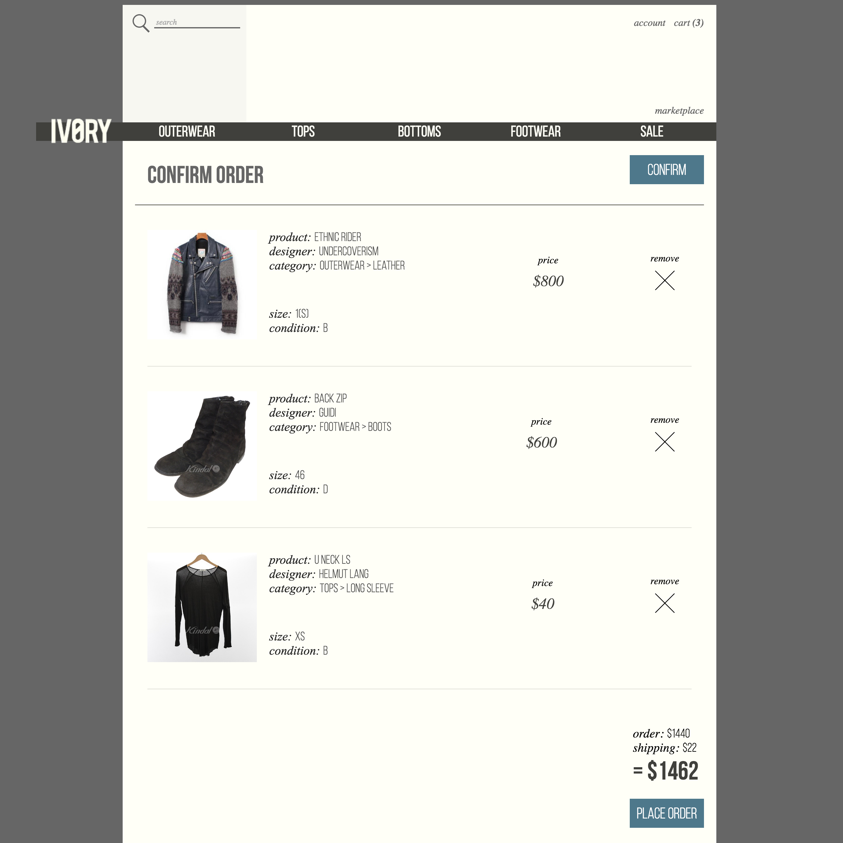 search
account cart (3)
marketplace
IVORY
OUTERWEAR TOPS BOTTOMS FOOTWEAR SALE
CONFIRM ORDER
CONFIRM
product: ETHNIC RIDER
designer: UNDERCOVERISM
category: OUTERWEAR > LEATHER
size: 1(S)
condition: B
price
$800
remove
product: BACK ZIP
designer: GUIDI
category: FOOTWEAR > BOOTS
size: 46
condition: D
price
$600
remove
Kindal
product: U NECK LS
designer: HELMUT LANG
category: TOPS > LONG SLEEVE
size: XS
condition: B
price
$40
remove
Kindal
order: $1440
shipping: $22
= $1462
PLACE ORDER